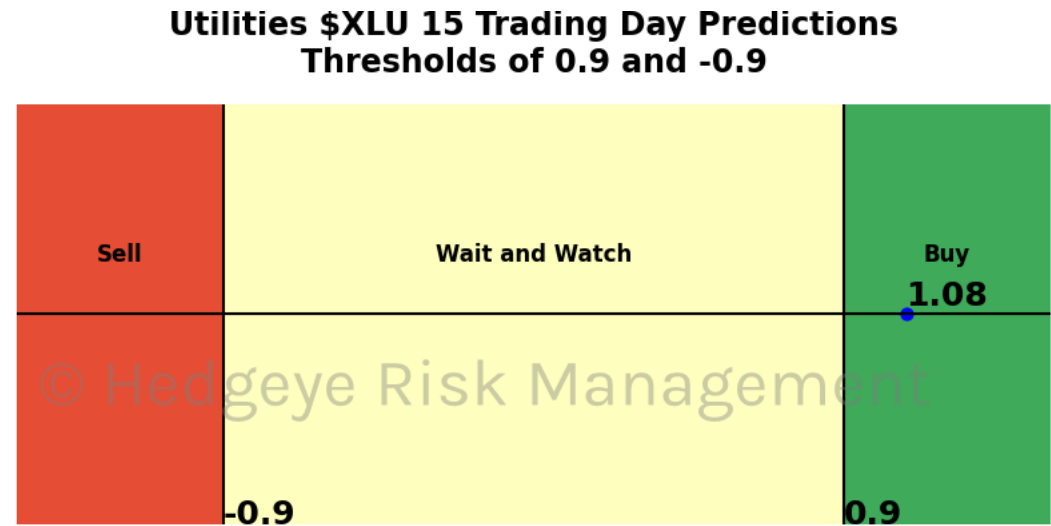 Utilities $XLU 15 Trading Day Predictions
Thresholds of 0.9 and -0.9
Sell
Wait and Watch
Buy
1.08
© Hedgeye Risk Management
-0.9
0.9